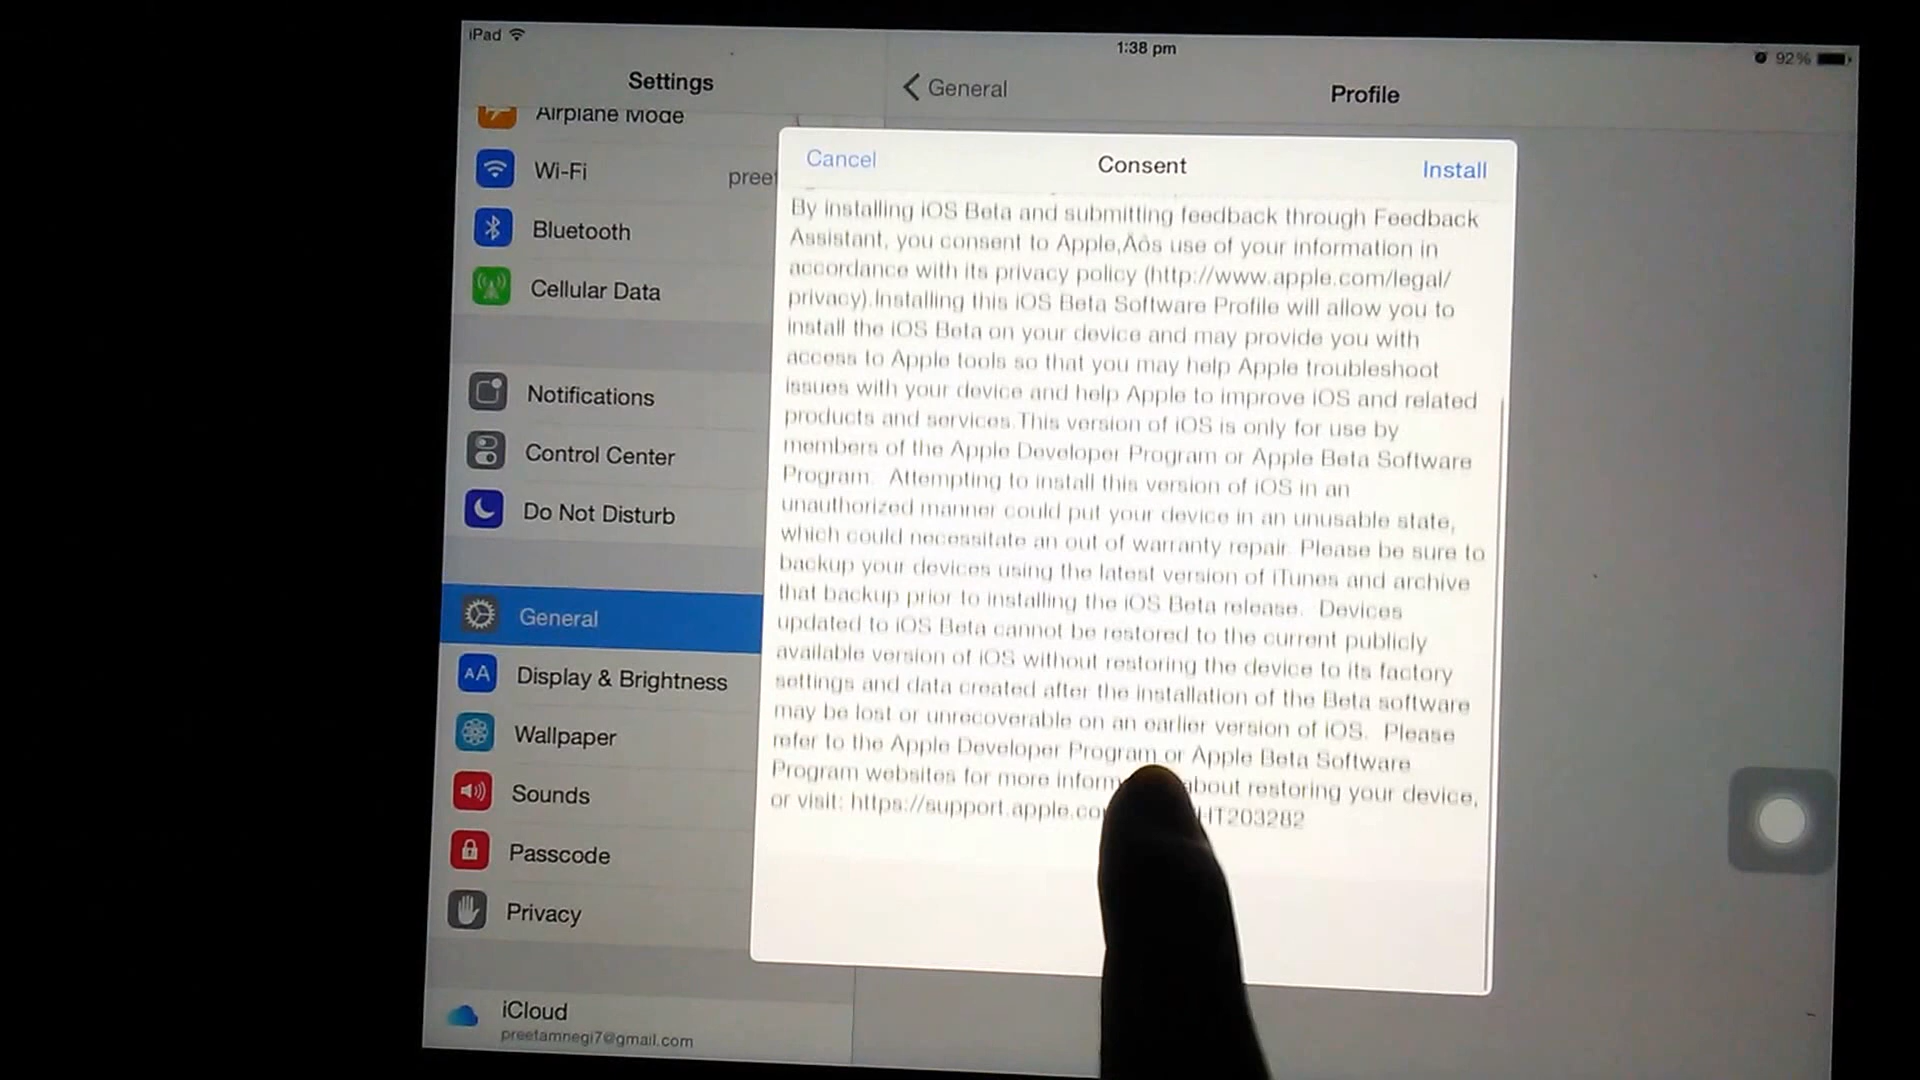 iPad
1:38 pm
92%
Settings
General
Profile
Airplane Mode
Wi-Fi
preet
Bluetooth
Cellular Data
Notifications
Control Center
Do Not Disturb
General
Display & Brightness
Wallpaper
Sounds
Passcode
Privacy
iCloud
preetamnegi7@gmail.com
Cancel
Consent
Install
By installing iOS Beta and submitting feedback through Feedback
Assistant, you consent to Apple‚Äôs use of your information in
accordance with its privacy policy (http://www.apple.com/legal/
privacy).Installing this iOS Beta Software Profile will allow you to
install the iOS Beta on your device and may provide you with
access to Apple tools so that you may help Apple troubleshoot
issues with your device and help Apple to improve iOS and related
products and services.This version of iOS is only for use by
members of the Apple Developer Program or Apple Beta Software
Program. Attempting to install this version of iOS in an
unauthorized manner could put your device in an unusable state,
which could necessitate an out of warranty repair. Please be sure to
backup your devices using the latest version of iTunes and archive
that backup prior to installing the iOS Beta release. Devices
updated to iOS Beta cannot be restored to the current publicly
available version of iOS without restoring the device to its factory
settings and data created after the installation of the Beta software
may be lost or unrecoverable on an earlier version of iOS. Please
refer to the Apple Developer Program or Apple Beta Software
Program websites for more inform about restoring your device,
or visit: https://support.apple.co HT203282